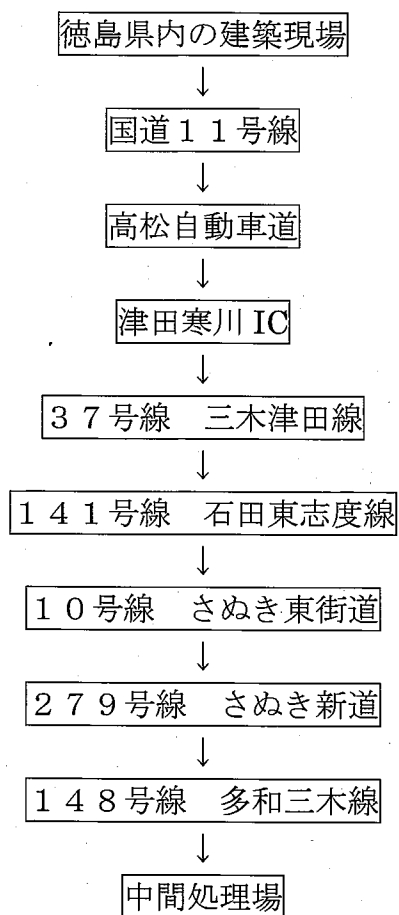 徳島県内の建築現場
↓
国道１１号線
↓
高松自動車道
↓
津田寒川 IC
↓
３７号線　三木津田線
↓
１４１号線　石田東志度線
↓
１０号線　さぬき東街道
↓
２７９号線　さぬき新道
↓
１４８号線　多和三木線
↓
中間処理場